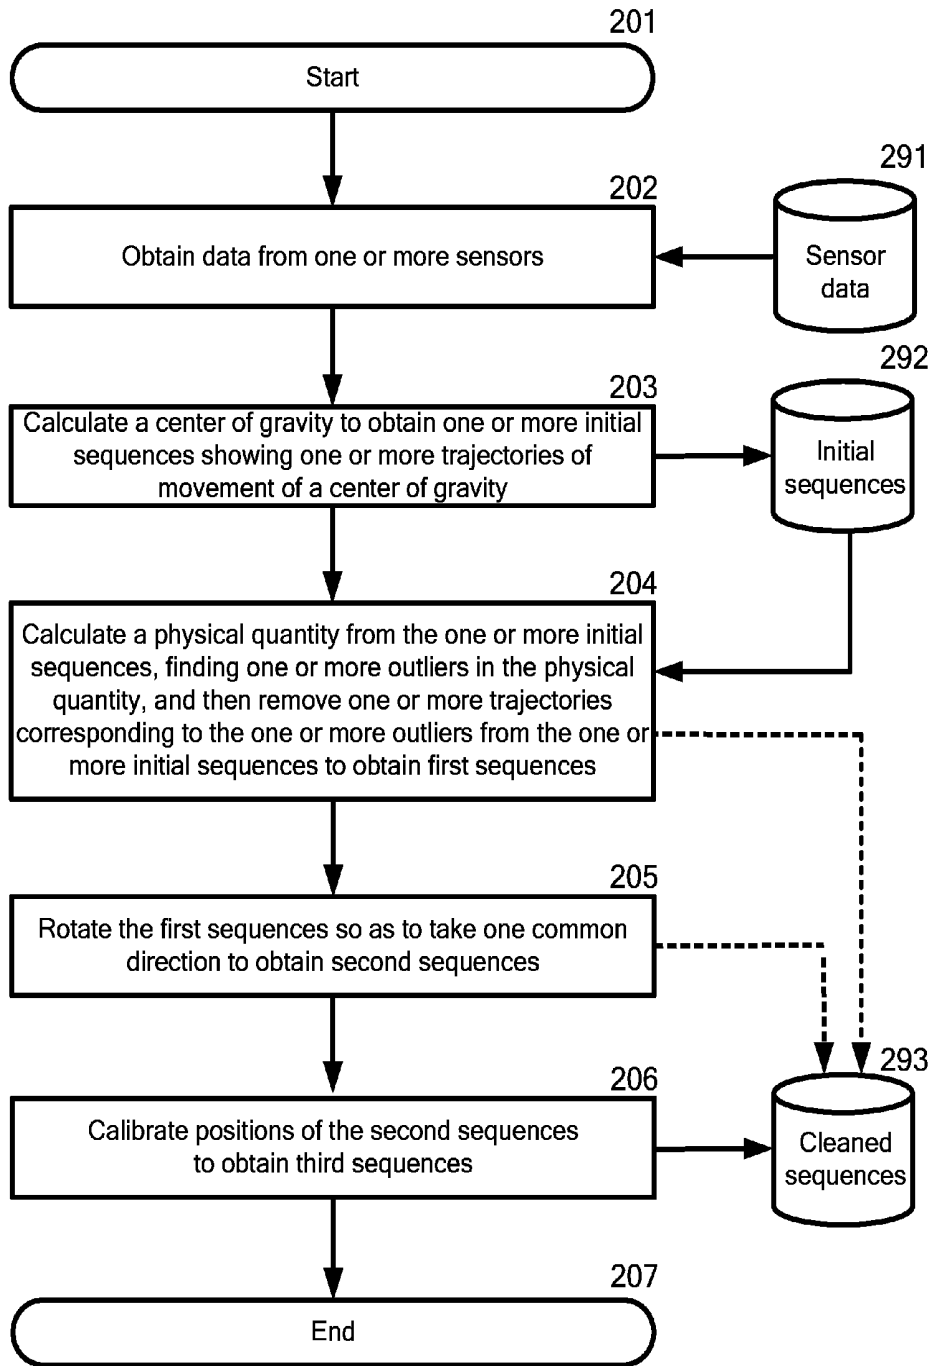 201
Start
202
Obtain data from one or more sensors
291
Sensor
data
203
Calculate a center of gravity to obtain one or more initial
sequences showing one or more trajectories of
movement of a center of gravity
292
Initial
sequences
204
Calculate a physical quantity from the one or more initial
sequences, finding one or more outliers in the physical
quantity, and then remove one or more trajectories
corresponding to the one or more outliers from the one or
more initial sequences to obtain first sequences
205
Rotate the first sequences so as to take one common
direction to obtain second sequences
206
Calibrate positions of the second sequences
to obtain third sequences
293
Cleaned
sequences
207
End